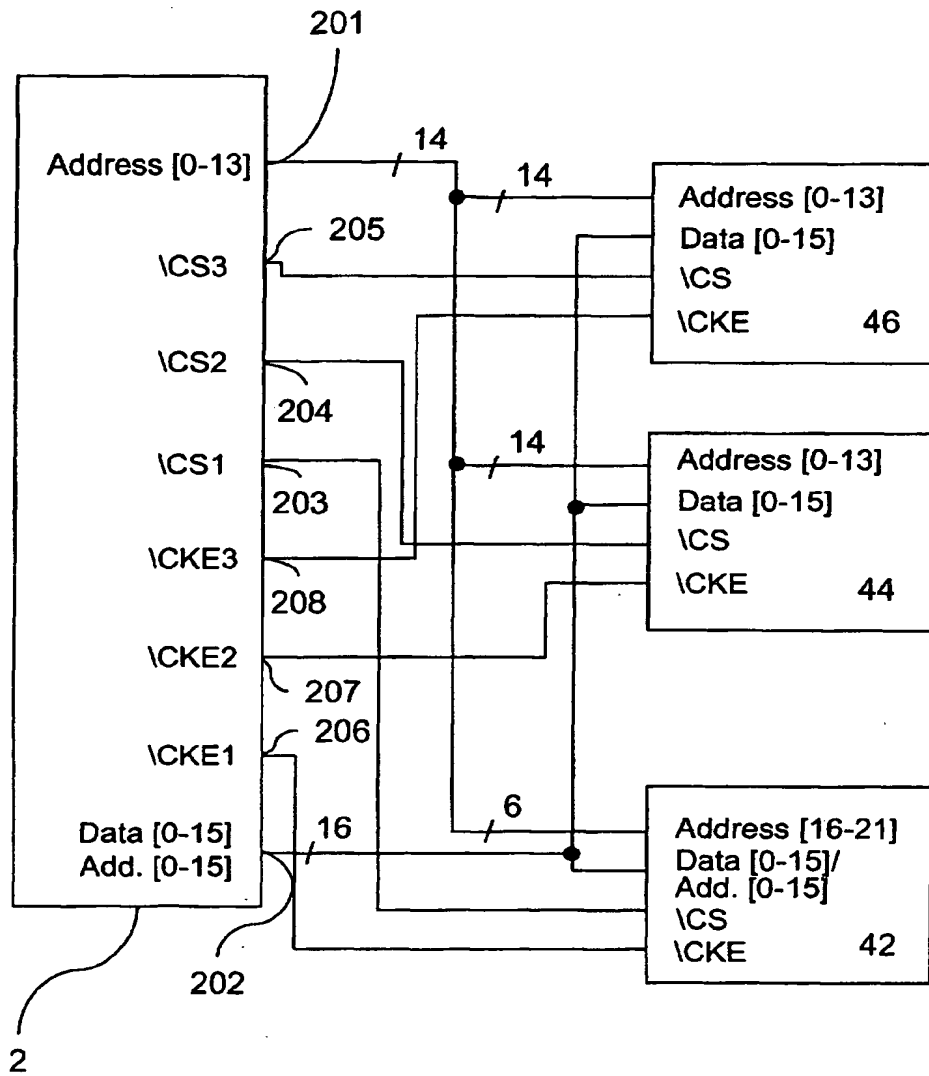 201
Address [0-13]
14
14
205
\CS3
\CS2
204
\CS1
203
\CKE3
208
\CKE2
207
206
\CKE1
Data [0-15]
Add. [0-15]
16
202
2
Address [0-13]
Data [0-15]
\CS
\CKE
46
14
Address [0-13]
Data [0-15]
\CS
\CKE
44
6
Address [16-21]
Data [0-15]/
Add. [0-15]
\CS
\CKE
42